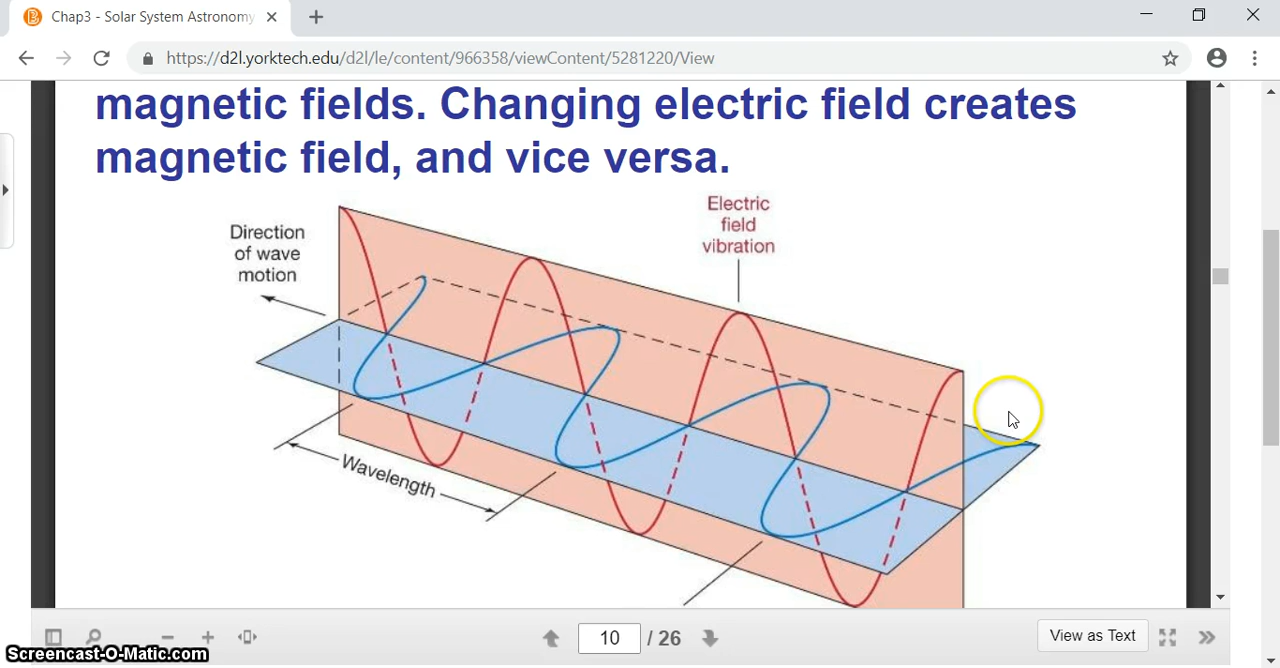 Chap3 - Solar System Astronomy
https://d2l.yorktech.edu/d2l/le/content/966358/viewContent/5281220/View
magnetic fields. Changing electric field creates
magnetic field, and vice versa.
Electric
field
vibration
Direction
of wave
motion
Wavelength
10 / 26
View as Text
Screencast-O-Matic.com